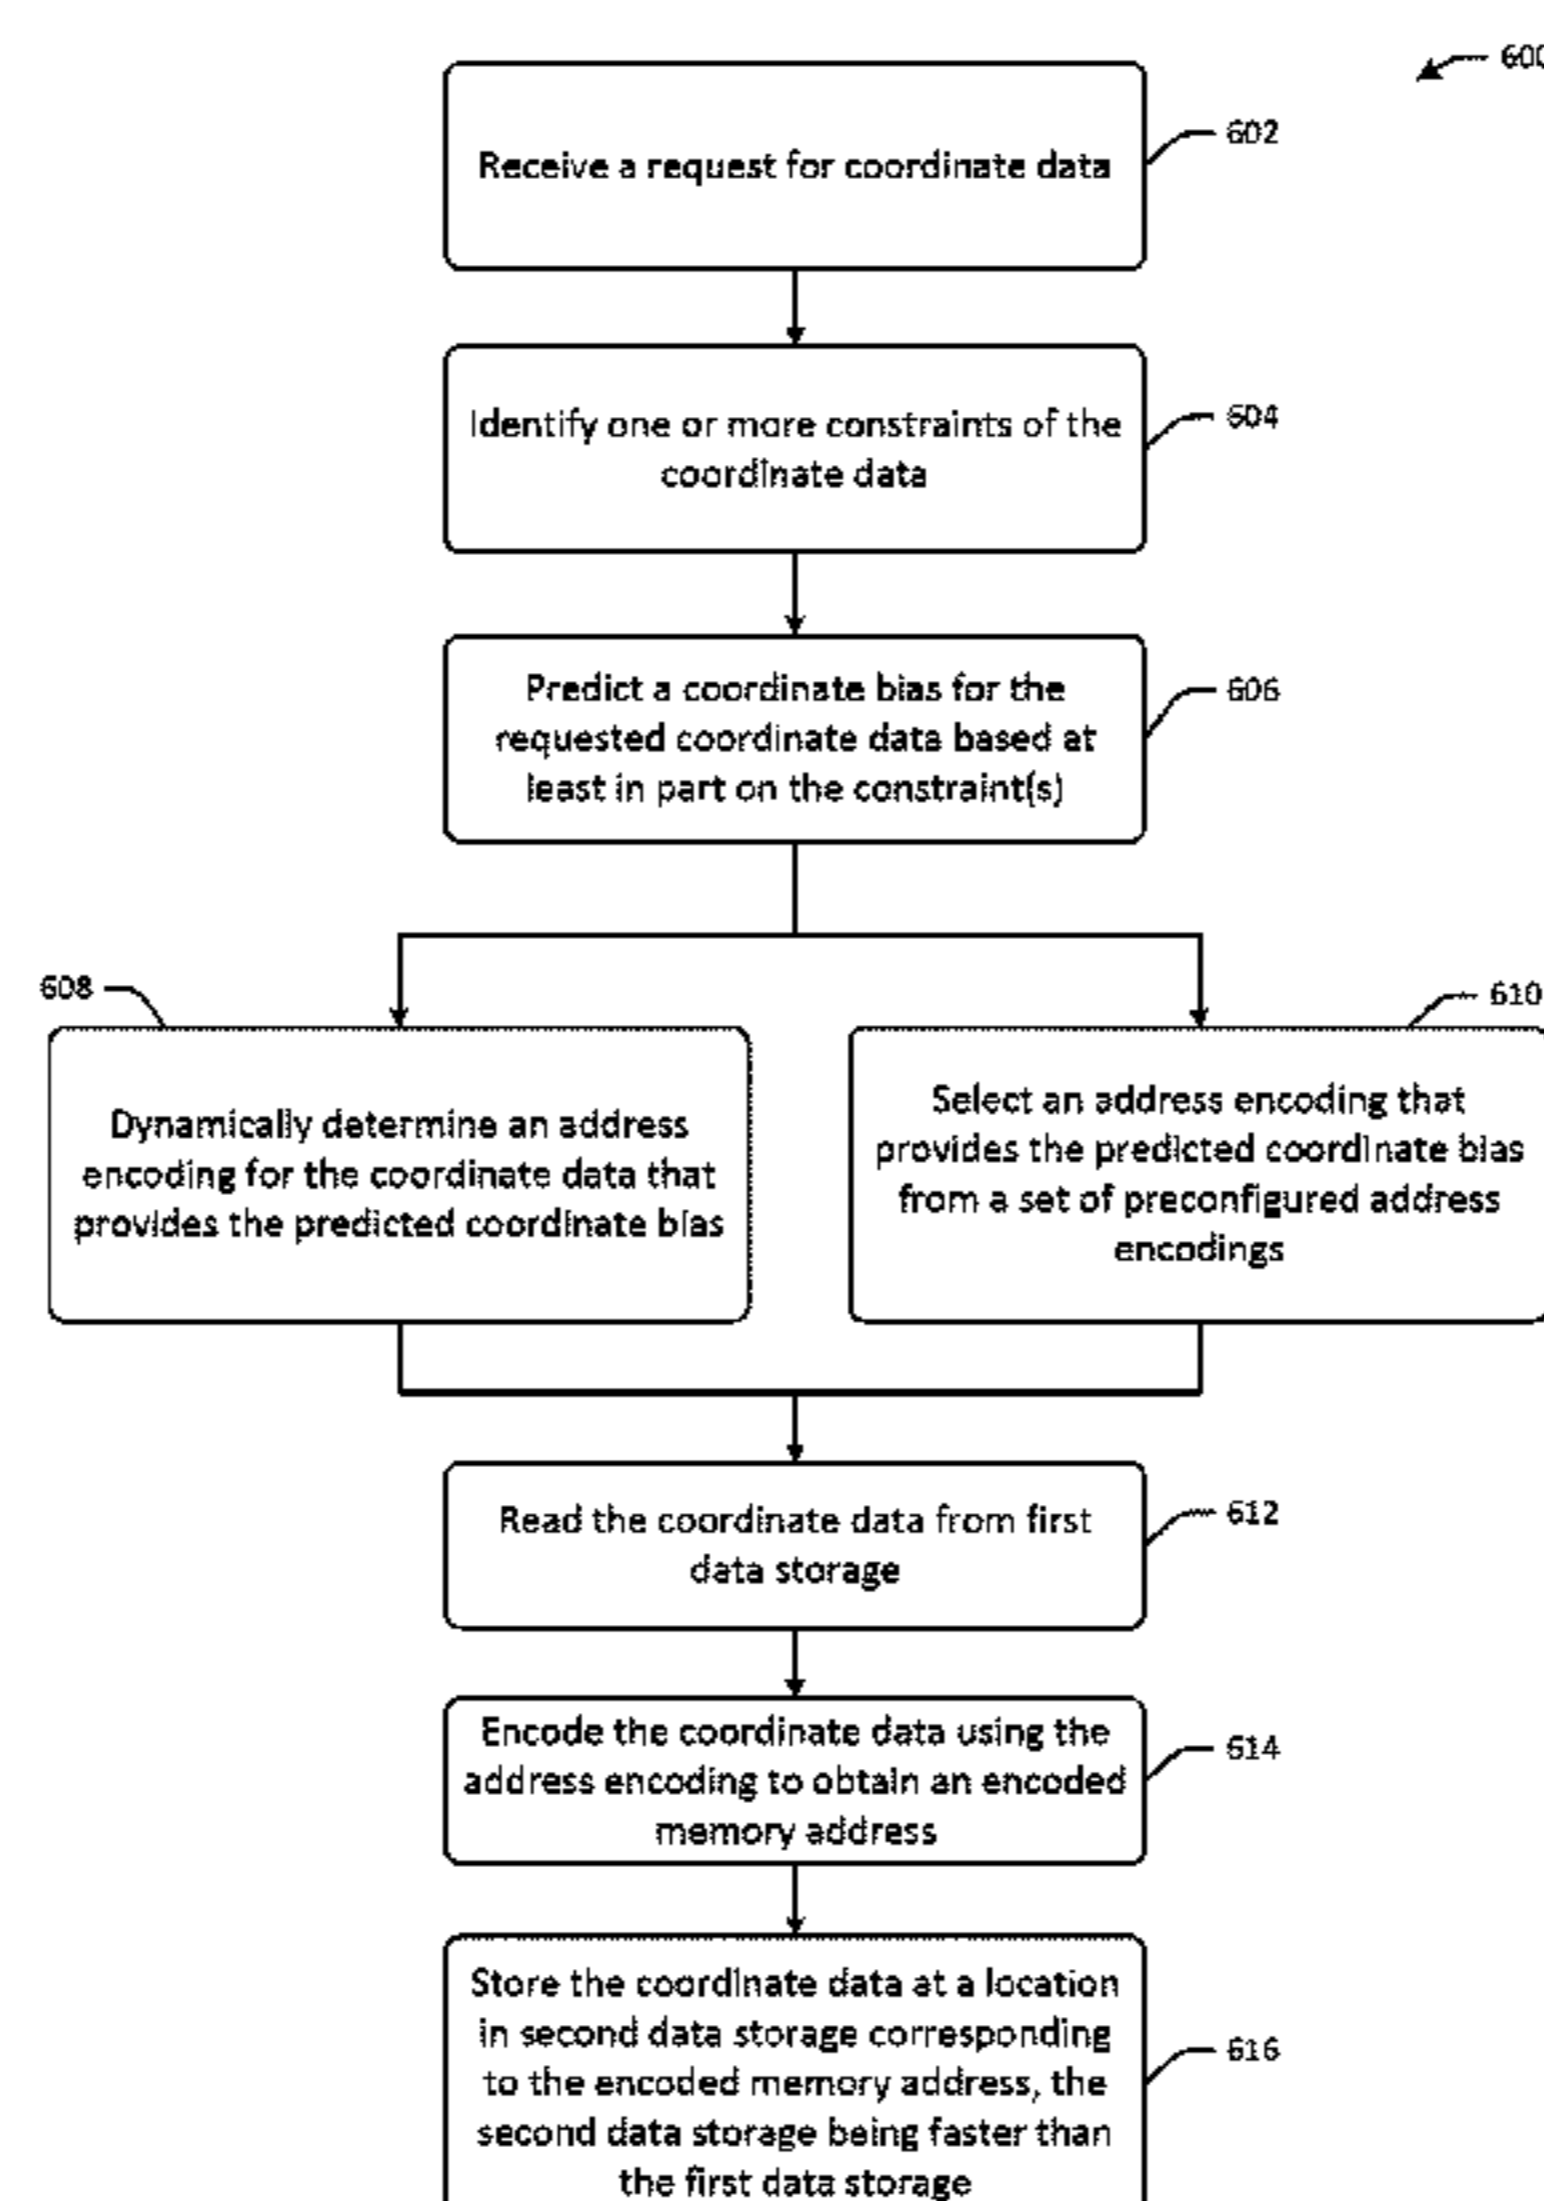 600
Receive a request for coordinate data
602
Identify one or more constraints of the
coordinate data
604
Predict a coordinate bias for the
requested coordinate data based at
least in part on the constraint(s)
606
608
610
Dynamically determine an address
encoding for the coordinate data that
provides the predicted coordinate bias
Select an address encoding that
provides the predicted coordinate bias
from a set of preconfigured address
encodings
Read the coordinate data from first
data storage
612
Encode the coordinate data using the
address encoding to obtain an encoded
memory address
614
Store the coordinate data at a location
in second data storage corresponding
to the encoded memory address, the
second data storage being faster than
the first data storage
616